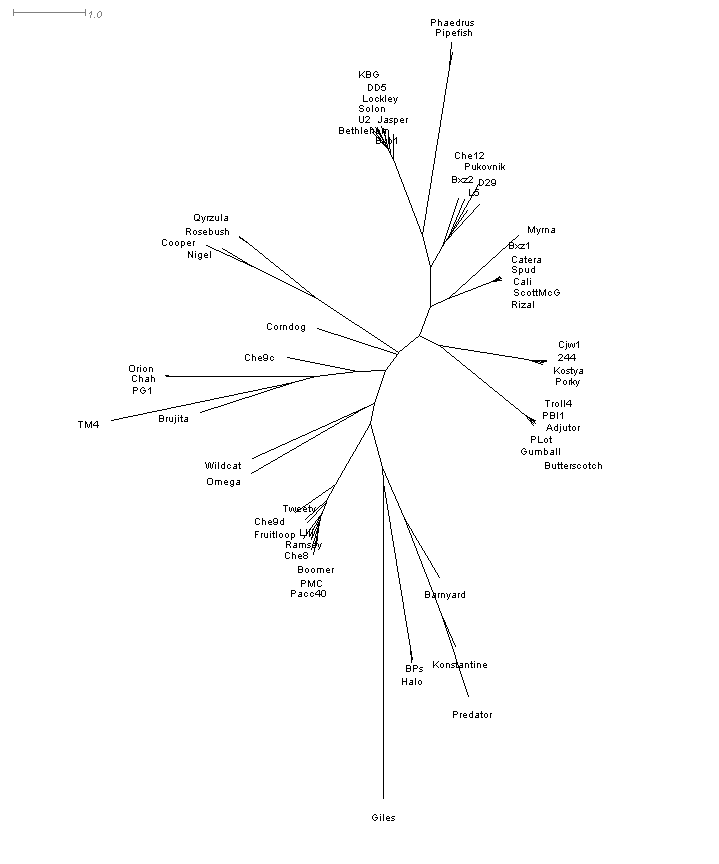 1.0
Phaedrus
Pipefish
KBG
DD5
Lockley
Solon
U2 Jasper
Bethlehem
Bxb1
Che12
Pukovnik
Bxz2 D29
L5
Qyrzula
Rosebush
Cooper
Nigel
Myrna
Bxz1
Catera
Spud
Cali
ScottMcG
Rizal
Corndog
Che9c
Cjw1
244
Kostya
Porky
Orion
Chah
PG1
TM4
Brujita
Troll4
PBI1
Adjutor
PLot
Gumball
Butterscotch
Wildcat
Omega
Tweety
Che9d
Fruitloop
Ramsey
Che8
Boomer
PMC
Pacc40
Barnyard
BPs
Halo
Konstantine
Predator
Giles